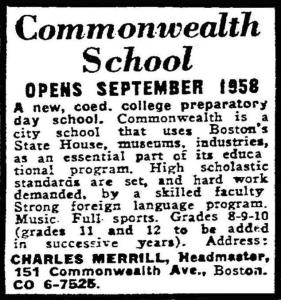 Commonwealth
School
OPENS SEPTEMBER 1958
A new, coed. college preparatory
day school. Commonwealth is a
city school that uses Boston's
State House, museums, industries,
as an essential part of its educa
tional program. High scholastic
standards are set, and hard work
demanded, by a skilled faculty
Strong foreign language program.
Music. Full sports. Grades 8-9-10
(grades 11 and 12 to be added
in successive years). Address:
CHARLES MERRILL, Headmaster,
151 Commonwealth Ave., Boston.
CO 6-7525.